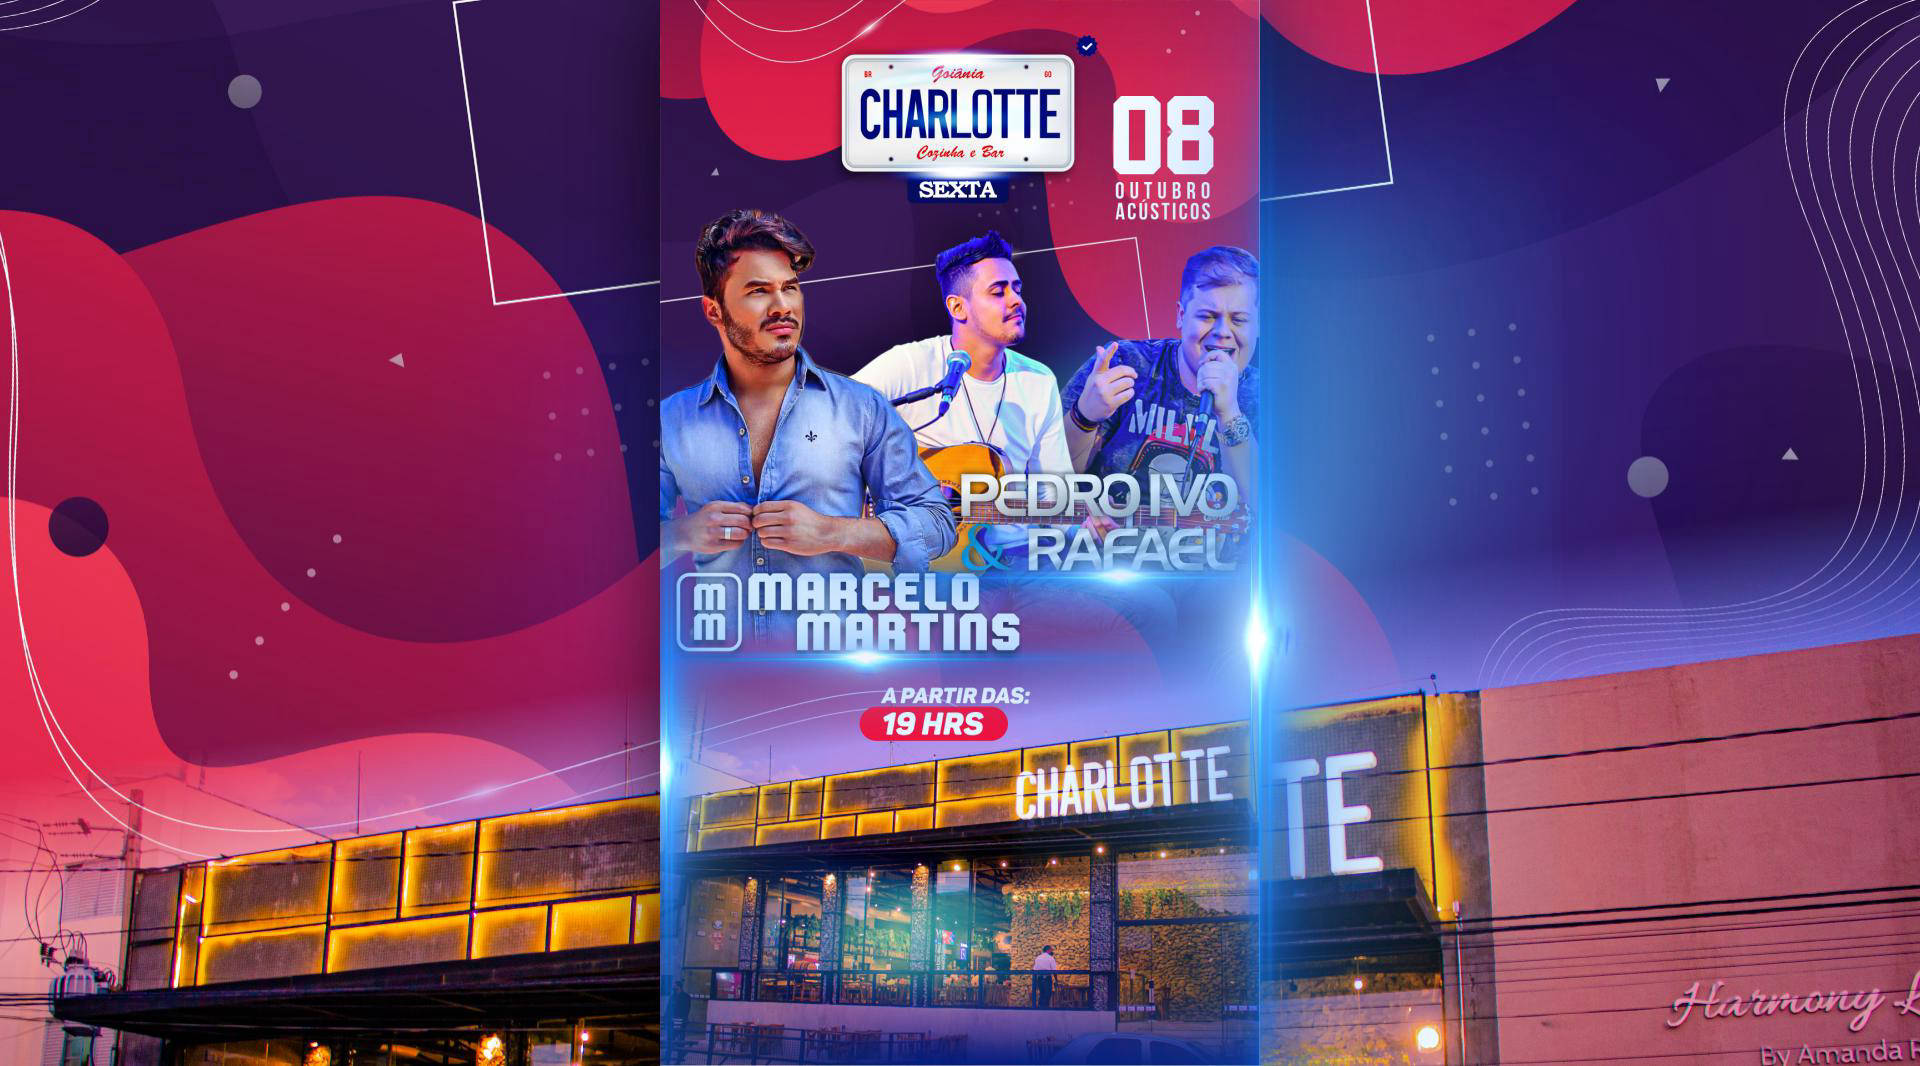 BR
Goiânia
GO
CHARLOTTE
Cozinha e Bar
SEXTA
08
OUTUBRO
ACÚSTICOS
PEDRO IVO
& RAFAEL
MM
MARCELO
MARTINS
A PARTIR DAS:
19 HRS
CHARLOTTE
TE
Harmony
By Amanda